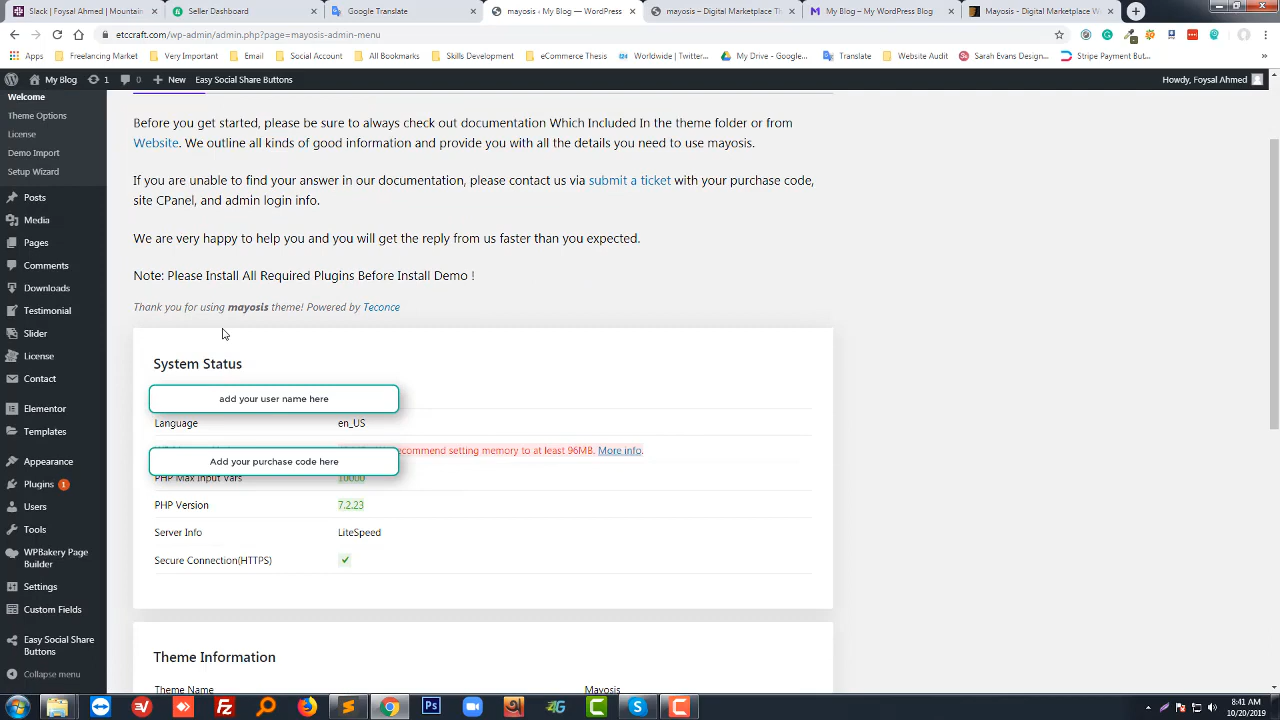 Slack | Foysal Ahmed | Mountain
Seller Dashboard
Google Translate
mayosis ‹ My Blog — WordPress
mayosis – Digital Marketplace Th
My Blog – My WordPress Blog
Mayosis - Digital Marketplace W
etccraft.com/wp-admin/admin.php?page=mayosis-admin-menu
Apps
Freelancing Market
Very Often
Email
Social Account
All Bookmarks
Skills Development
eCommerce Thesis
Worldwide | Twitter...
My Drive - Google...
Translate
Website Audit
Sarah Evans Design...
Stripe Payment But...
My Blog
1
0
New
Easy Social Share Buttons
Howdy, Foysal Ahmed
Welcome
Theme Options
License
Demo Import
Setup Wizard
Posts
Media
Pages
Comments
Downloads
Testimonial
Slider
License
Contact
Elementor
Templates
Appearance
Plugins 1
Users
Tools
WPBakery Page
Builder
Settings
Custom Fields
Easy Social Share
Buttons
Collapse menu
Before you get started, please be sure to always check out documentation Which Included In the theme folder or from
Website. We outline all kinds of good information and provide you with all the details you need to use mayosis.
If you are unable to find your answer in our documentation, please contact us via submit a ticket with your purchase code,
site CPanel, and admin login info.
We are very happy to help you and you will get the reply from us faster than you expected.
Note: Please Install All Required Plugins Before Install Demo !
Thank you for using mayosis theme! Powered by Teconce
System Status
add your user name here
Language en_US
commend setting memory to at least 96MB. More info.
Add your purchase code here
PHP Max Input Vars 10000
PHP Version 7.2.23
Server Info LiteSpeed
Secure Connection(HTTPS) ✔
Theme Information
Theme Name Mayosis
8:41 AM
10/20/2019